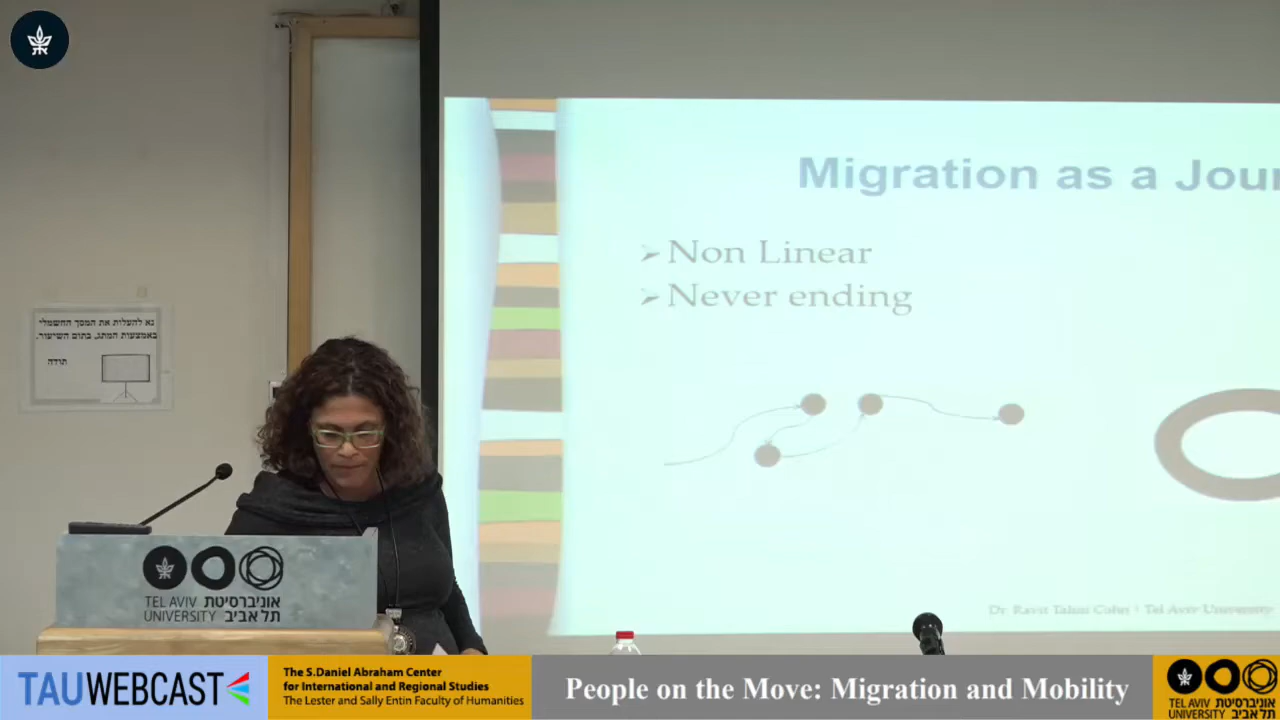 Migration as a Jour
➢ Non Linear
➢ Never ending
Dr Ravit Talmi Cohn | Tel Aver University
נא להעלות את המסך החשמלי
באמצעות המתג, בתום השיעור.
תודה
TEL AVIV אוניברסיטת
UNIVERSITY תל אביב
TAUWEBCAST
The S.Daniel Abraham Center
for International and Regional Studies
The Lester and Sally Entin Faculty of Humanities
People on the Move: Migration and Mobility
TEL AVIV אוניברסיטת
UNIVERSITY תל אביב